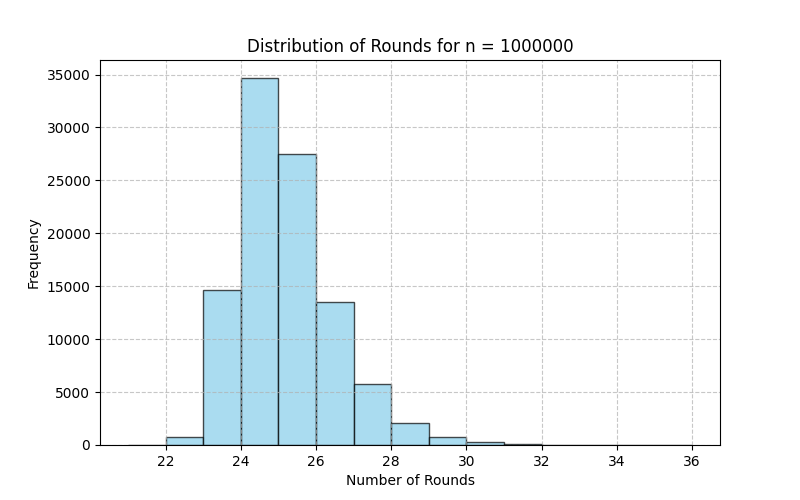 Distribution of Rounds for n = 1000000
35000
30000
25000
20000
15000
10000
5000
0
Frequency
22 24 26 28 30 32 34 36
Number of Rounds